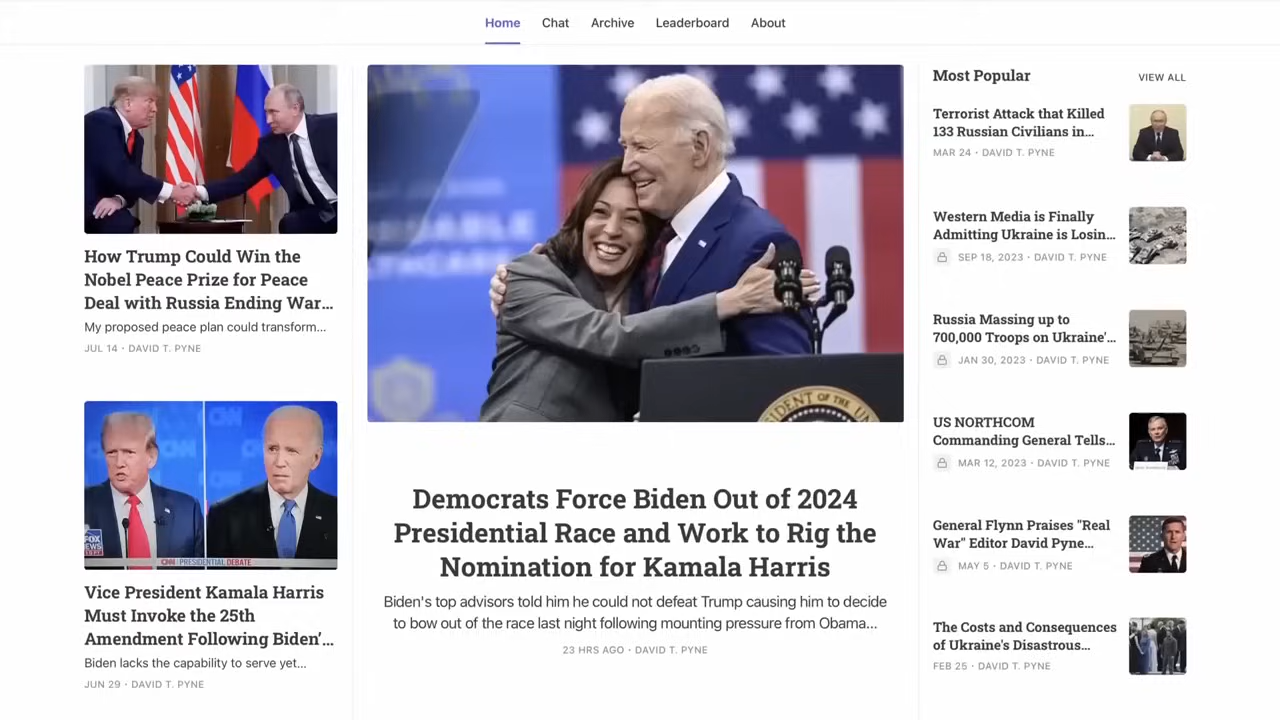 Home Chat Archive Leaderboard About
How Trump Could Win the
Nobel Peace Prize for Peace
Deal with Russia Ending War...
My proposed peace plan could transform...
JUL 14 · DAVID T. PYNE
CNN
CNN
FOX
NEWS
CNN PRESIDENTIAL DEBATE
Vice President Kamala Harris
Must Invoke the 25th
Amendment Following Biden'...
Biden lacks the capability to serve yet...
JUN 29 · DAVID T. PYNE
Democrats Force Biden Out of 2024
Presidential Race and Work to Rig the
Nomination for Kamala Harris
Biden's top advisors told him he could not defeat Trump causing him to decide
to bow out of the race last night following mounting pressure from Obama...
23 HRS AGO · DAVID T. PYNE
Most Popular
VIEW ALL
Terrorist Attack that Killed
133 Russian Civilians in...
MAR 24 · DAVID T. PYNE
Western Media is Finally
Admitting Ukraine is Losin...
SEP 18, 2023 · DAVID T. PYNE
Russia Massing up to
700,000 Troops on Ukraine'...
JAN 30, 2023 · DAVID T. PYNE
US NORTHCOM
Commanding General Tells...
MAR 12, 2023 · DAVID T. PYNE
General Flynn Praises "Real
War" Editor David Pyne...
MAY 5 · DAVID T. PYNE
The Costs and Consequences
of Ukraine's Disastrous...
FEB 25 · DAVID T. PYNE